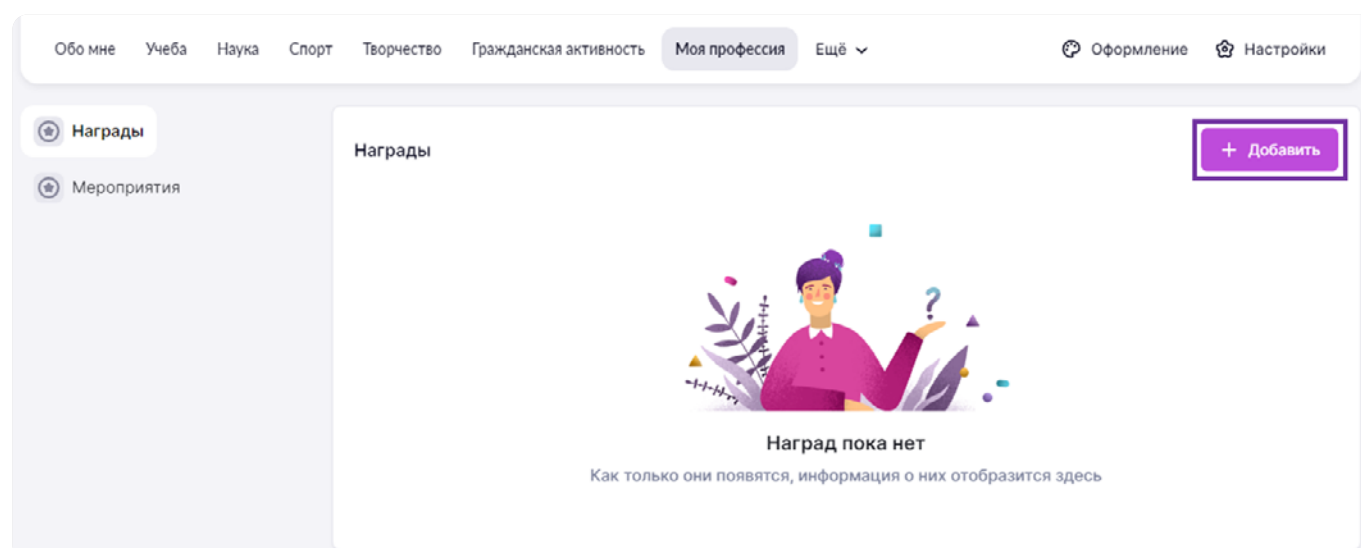 Обо мне Учеба Наука Спорт Творчество Гражданская активность Моя профессия Ещё Оформление Настройки
Награды
Мероприятия
Награды
+ Добавить
Наград пока нет
Как только они появятся, информация о них отобразится здесь